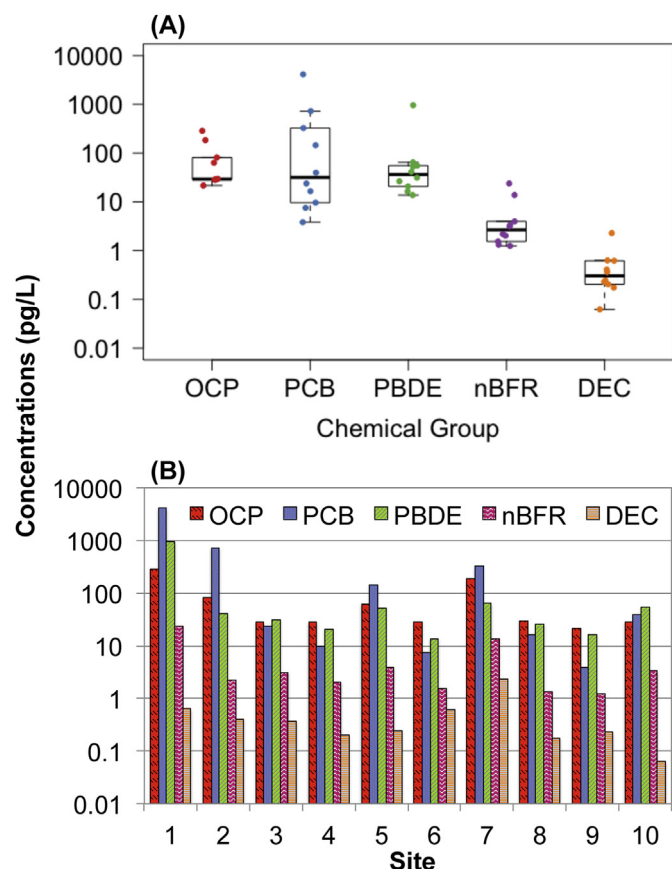 (A)
10000
1000
100
10
1
0.1
0.01
OCP PCB PBDE nBFR DEC
Chemical Group
Concentrations (pg/L)
(B)
10000
1000
100
10
1
0.1
0.01
OCP PCB PBDE nBFR DEC
1 2 3 4 5 6 7 8 9 10
Site